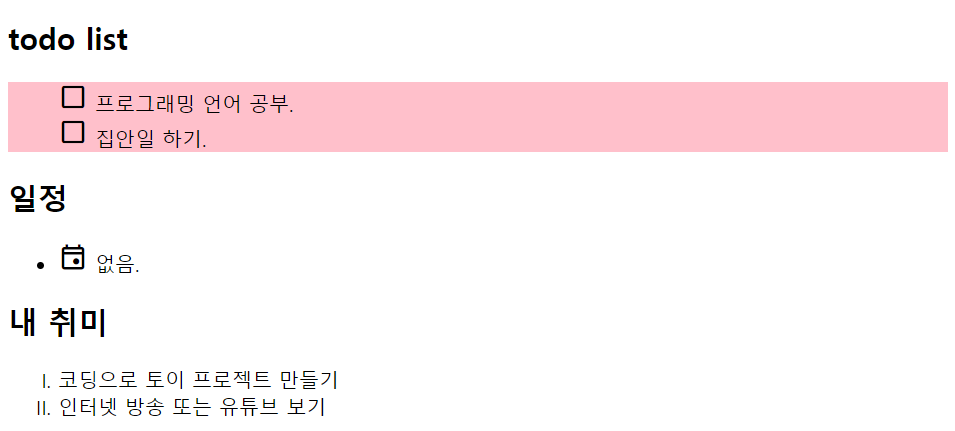 todo list
프로그래밍 언어 공부.
집안일 하기.
일정
없음.
내 취미
I. 코딩으로 토이 프로젝트 만들기
II. 인터넷 방송 또는 유튜브 보기